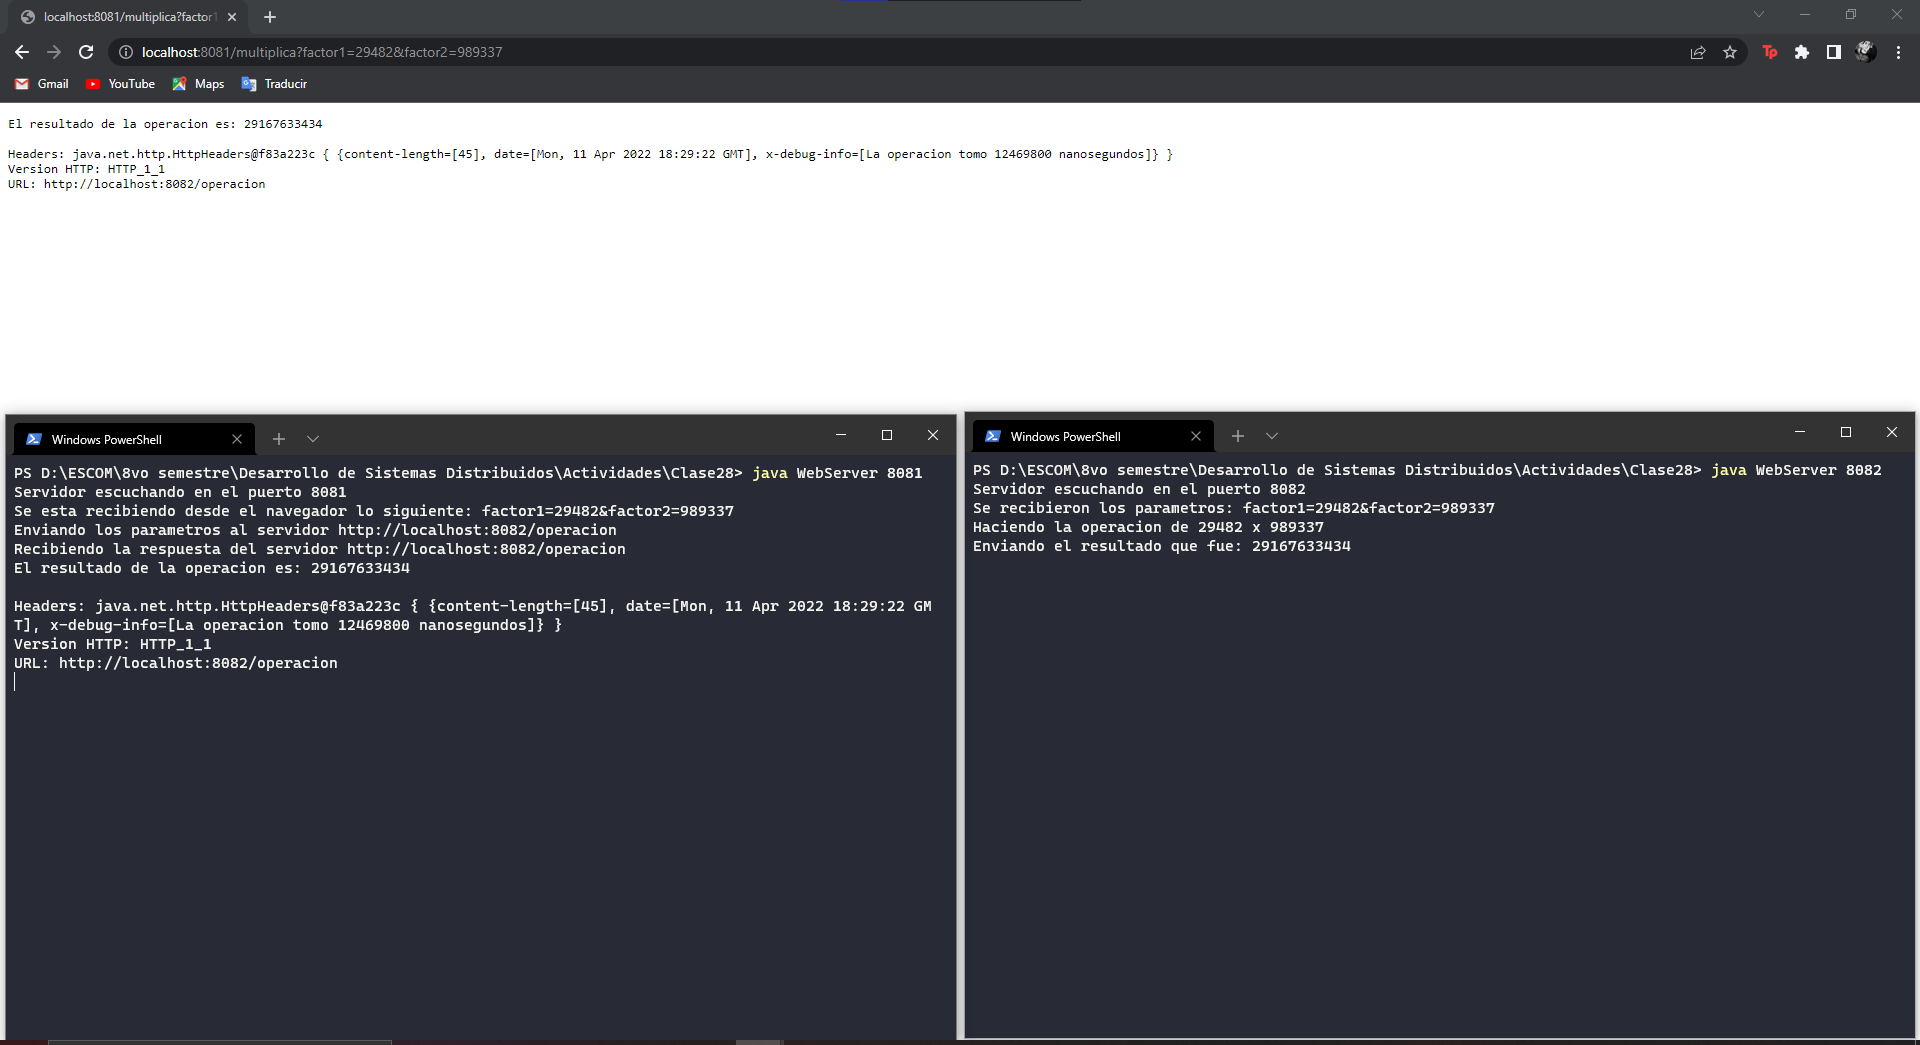 localhost:8081/multiplica?factor1
localhost:8081/multiplica?factor1=29482&factor2=989337
Tp
Gmail YouTube Maps Traducir
El resultado de la operacion es: 29167633434
Headers: java.net.http.HttpHeaders@f83a223c { {content-length=[45], date=[Mon, 11 Apr 2022 18:29:22 GMT], x-debug-info=[La operacion tomo 12469800 nanosegundos]} }
Version HTTP: HTTP_1_1
URL: http://localhost:8082/operacion
Windows PowerShell
PS D:\ESCOM\8vo semestre\Desarrollo de Sistemas Distribuidos\Actividades\Clase28> java WebServer 8081
Servidor escuchando en el puerto 8081
Se esta recibiendo desde el navegador lo siguiente: factor1=29482&factor2=989337
Enviando los parametros al servidor http://localhost:8082/operacion
Recibiendo la respuesta del servidor http://localhost:8082/operacion
El resultado de la operacion es: 29167633434
Headers: java.net.http.HttpHeaders@f83a223c { {content-length=[45], date=[Mon, 11 Apr 2022 18:29:22 GM
T], x-debug-info=[La operacion tomo 12469800 nanosegundos]} }
Version HTTP: HTTP_1_1
URL: http://localhost:8082/operacion
Windows PowerShell
PS D:\ESCOM\8vo semestre\Desarrollo de Sistemas Distribuidos\Actividades\Clase28> java WebServer 8082
Servidor escuchando en el puerto 8082
Se recibieron los parametros: factor1=29482&factor2=989337
Haciendo la operacion de 29482 x 989337
Enviando el resultado que fue: 29167633434